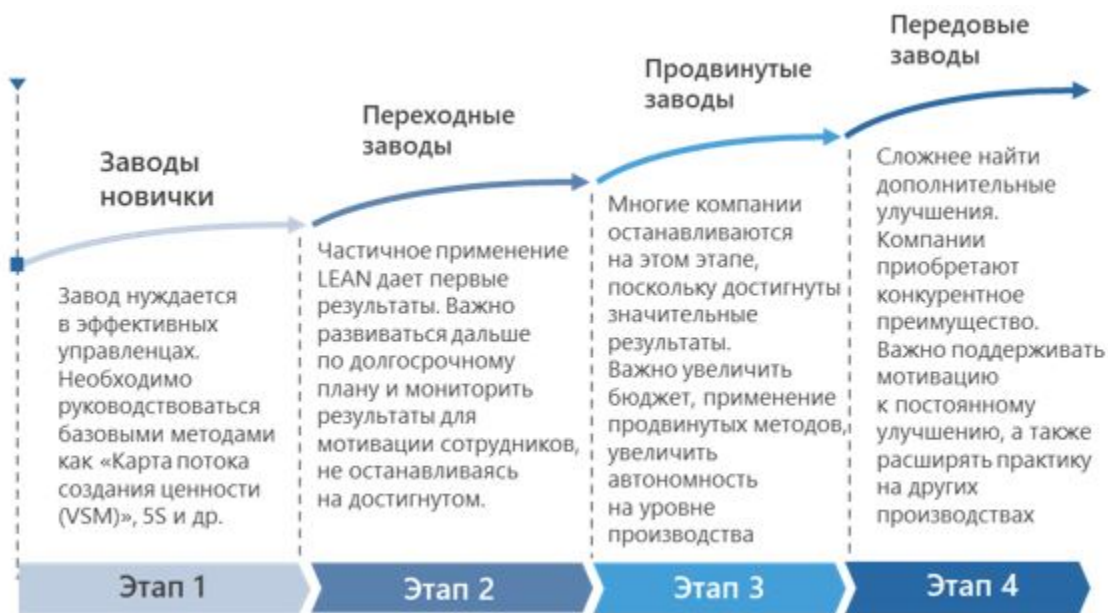 Заводы
новички
Завод нуждается
в эффективных
управленцах.
Необходимо
руководствоваться
базовыми методами
как «Карта потока
создания ценности
(VSM)», 5S и др.
Этап 1
Переходные
заводы
Частичное применение
LEAN дает первые
результаты. Важно
развиваться дальше
по долгосрочному
плану и мониторить
результаты для
мотивации сотрудников,
не останавливаясь
на достигнутом.
Этап 2
Продвинутые
заводы
Многие компании
останавливаются
на этом этапе,
поскольку достигнуты
значительные
результаты.
Важно увеличить
бюджет, применение
продвинутых методов,
увеличить
автономность
на уровне
производства
Этап 3
Передовые
заводы
Сложнее найти
дополнительные
улучшения.
Компании
приобретают
конкурентное
преимущество.
Важно поддерживать
мотивацию
к постоянному
улучшению, а также
расширять практику
на других
производствах
Этап 4